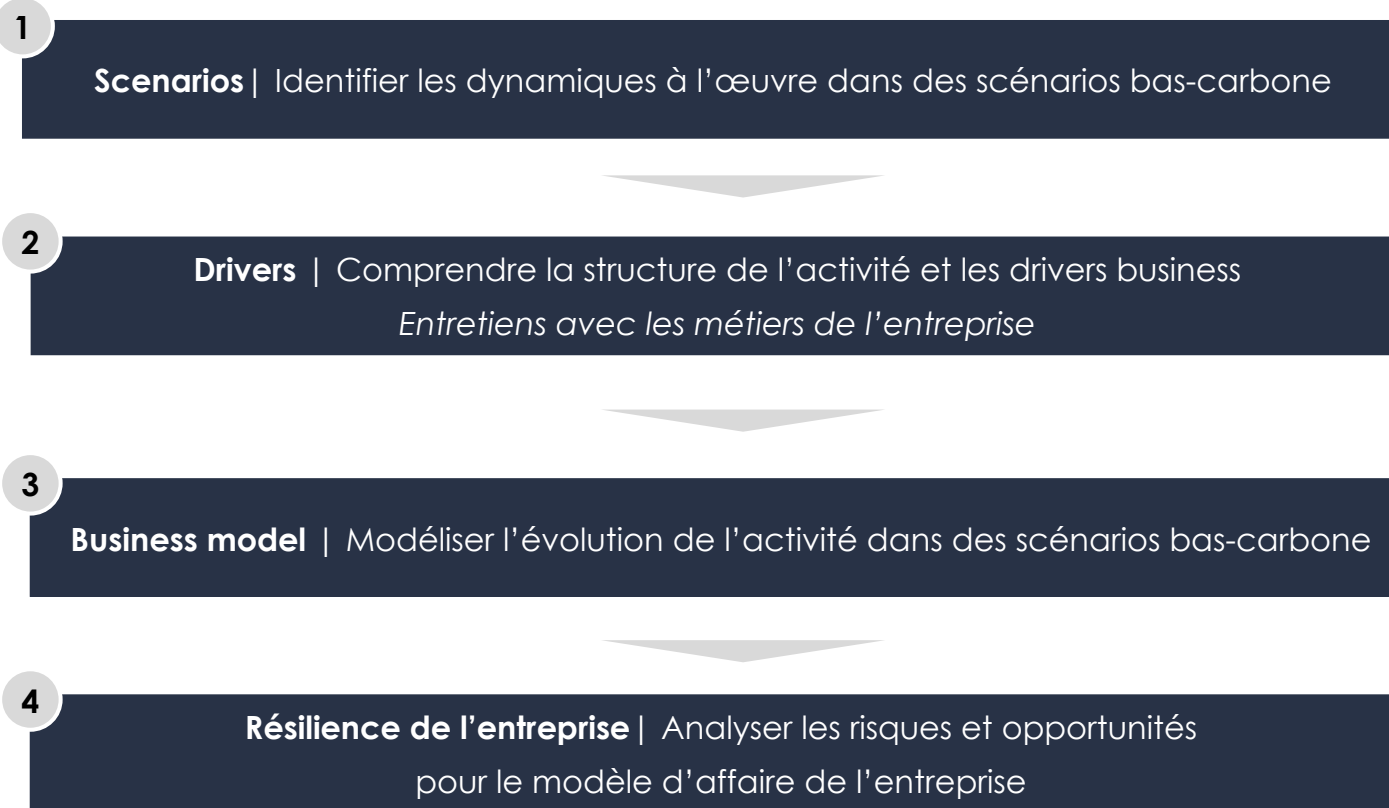 1
Scenarios| Identifier les dynamiques à l’œuvre dans des scénarios bas-carbone
2
Drivers | Comprendre la structure de l’activité et les drivers business
Entretiens avec les métiers de l’entreprise
3
Business model | Modéliser l’évolution de l’activité dans des scénarios bas-carbone
4
Résilience de l’entreprise| Analyser les risques et opportunités
pour le modèle d’affaire de l’entreprise